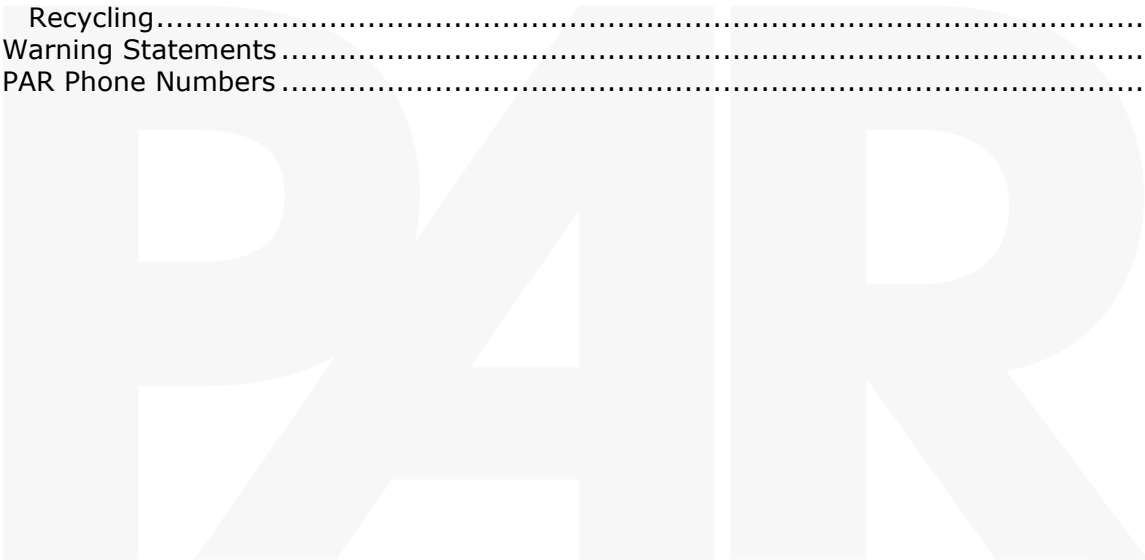 Recycling..........................................................................................
Warning Statements..........................................................................
PAR Phone Numbers..........................................................................
PAR